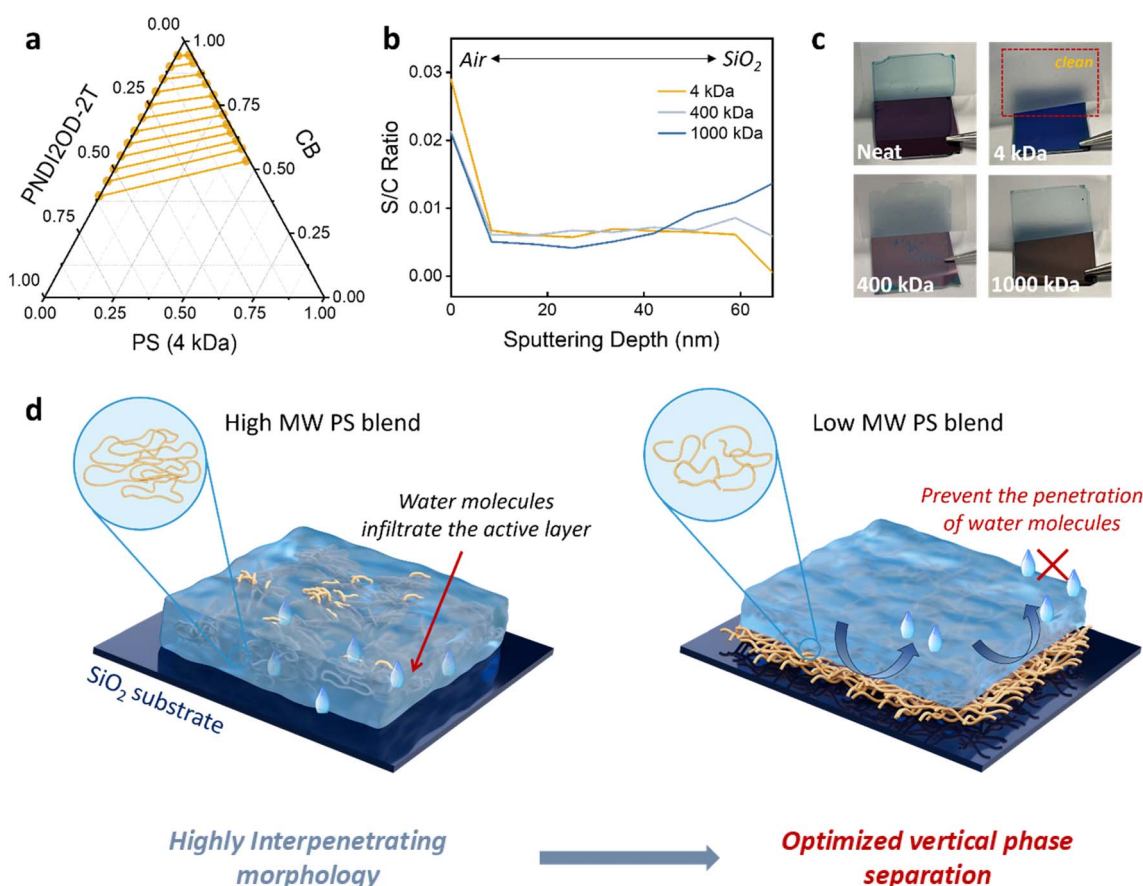 a
0.00
1.00
0.25
0.75
PNDI2OD-2T
CB
0.50
0.50
0.75
0.25
1.00
0.00
0.00
0.25
0.50
0.75
1.00
PS (4 kDa)
b
Air
SiO2
0.03
0.02
0.01
0.00
S/C Ratio
4 kDa
400 kDa
1000 kDa
0
20
40
60
Sputtering Depth (nm)
c
clean
Neat
4 kDa
400 kDa
1000 kDa
d
High MW PS blend
Water molecules
infiltrate the active layer
SiO2 substrate
Low MW PS blend
Prevent the penetration
of water molecules
Highly Interpenetrating
morphology
Optimized vertical phase
separation